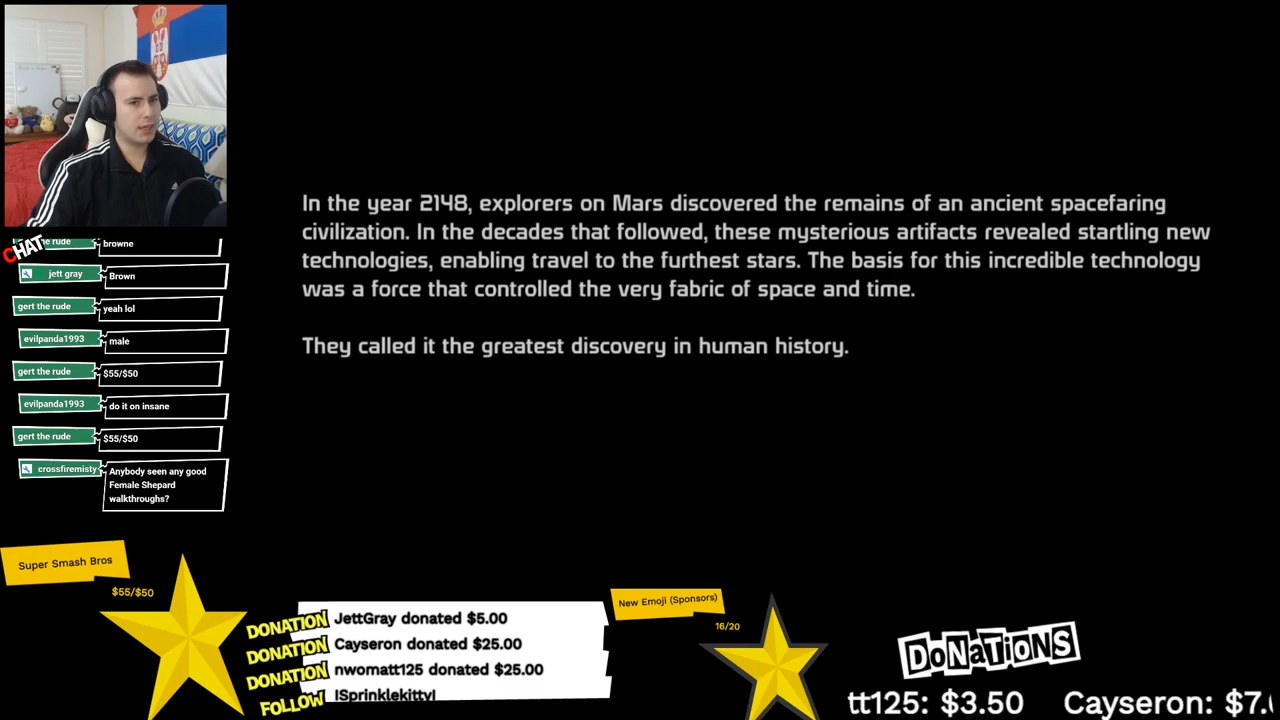 In the year 2148, explorers on Mars discovered the remains of an ancient spacefaring
civilization. In the decades that followed, these mysterious artifacts revealed startling new
technologies, enabling travel to the furthest stars. The basis for this incredible technology
was a force that controlled the very fabric of space and time.
They called it the greatest discovery in human history.
CHAT
the rude browne
jett gray Brown
gert the rude yeah lol
evilpanda1993 male
gert the rude $55/$50
evilpanda1993 do it on insane
gert the rude $55/$50
crossfiremisty Anybody seen any good
Female Shepard
walkthroughs?
Super Smash Bros
$55/$50
DONATION JettGray donated $5.00
DONATION Cayseron donated $25.00
DONATION nwomatt125 donated $25.00
FOLLOW ISprinklekittyI
New Emoji (Sponsors)
16/20
DONATIONS
tt125: $3.50 Cayseron: $7.